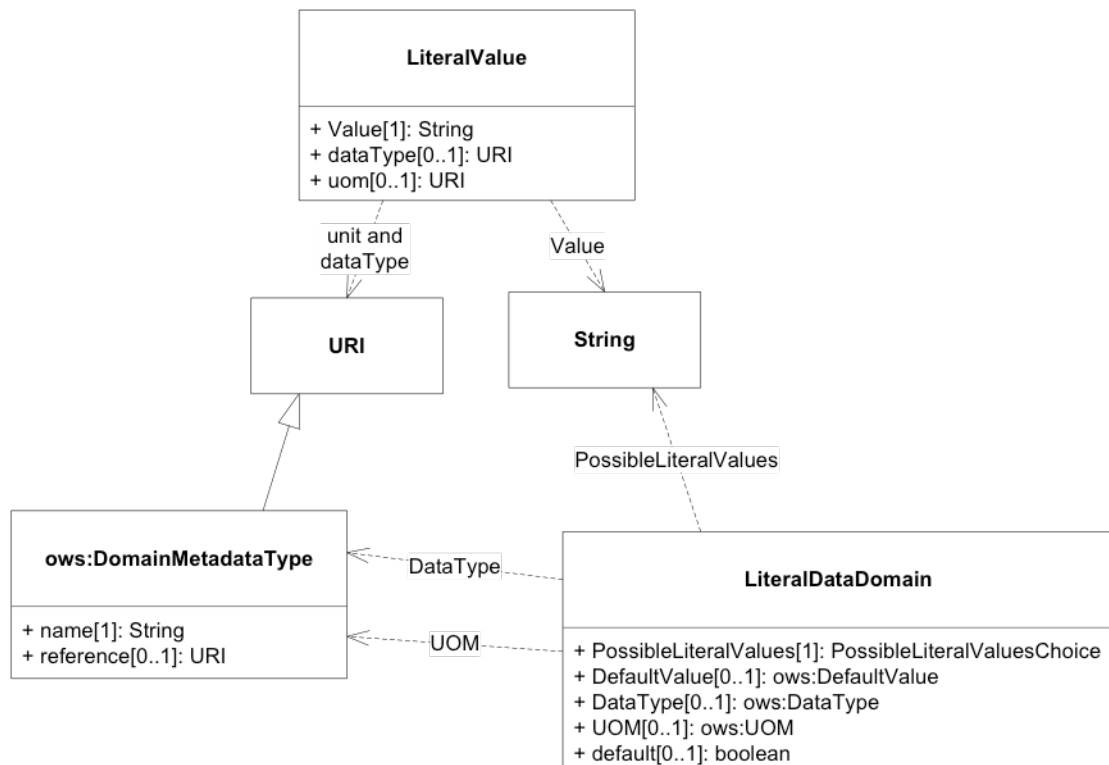 LiteralValue
+ Value[1]: String
+ dataType[0..1]: URI
+ uom[0..1]: URI
unit and
dataType
Value
URI
String
PossibleLiteralValues
ows:DomainMetadataType
+ name[1]: String
+ reference[0..1]: URI
DataType
UOM
LiteralDataDomain
+ PossibleLiteralValues[1]: PossibleLiteralValuesChoice
+ DefaultValue[0..1]: ows:DefaultValue
+ DataType[0..1]: ows:DataType
+ UOM[0..1]: ows:UOM
+ default[0..1]: boolean